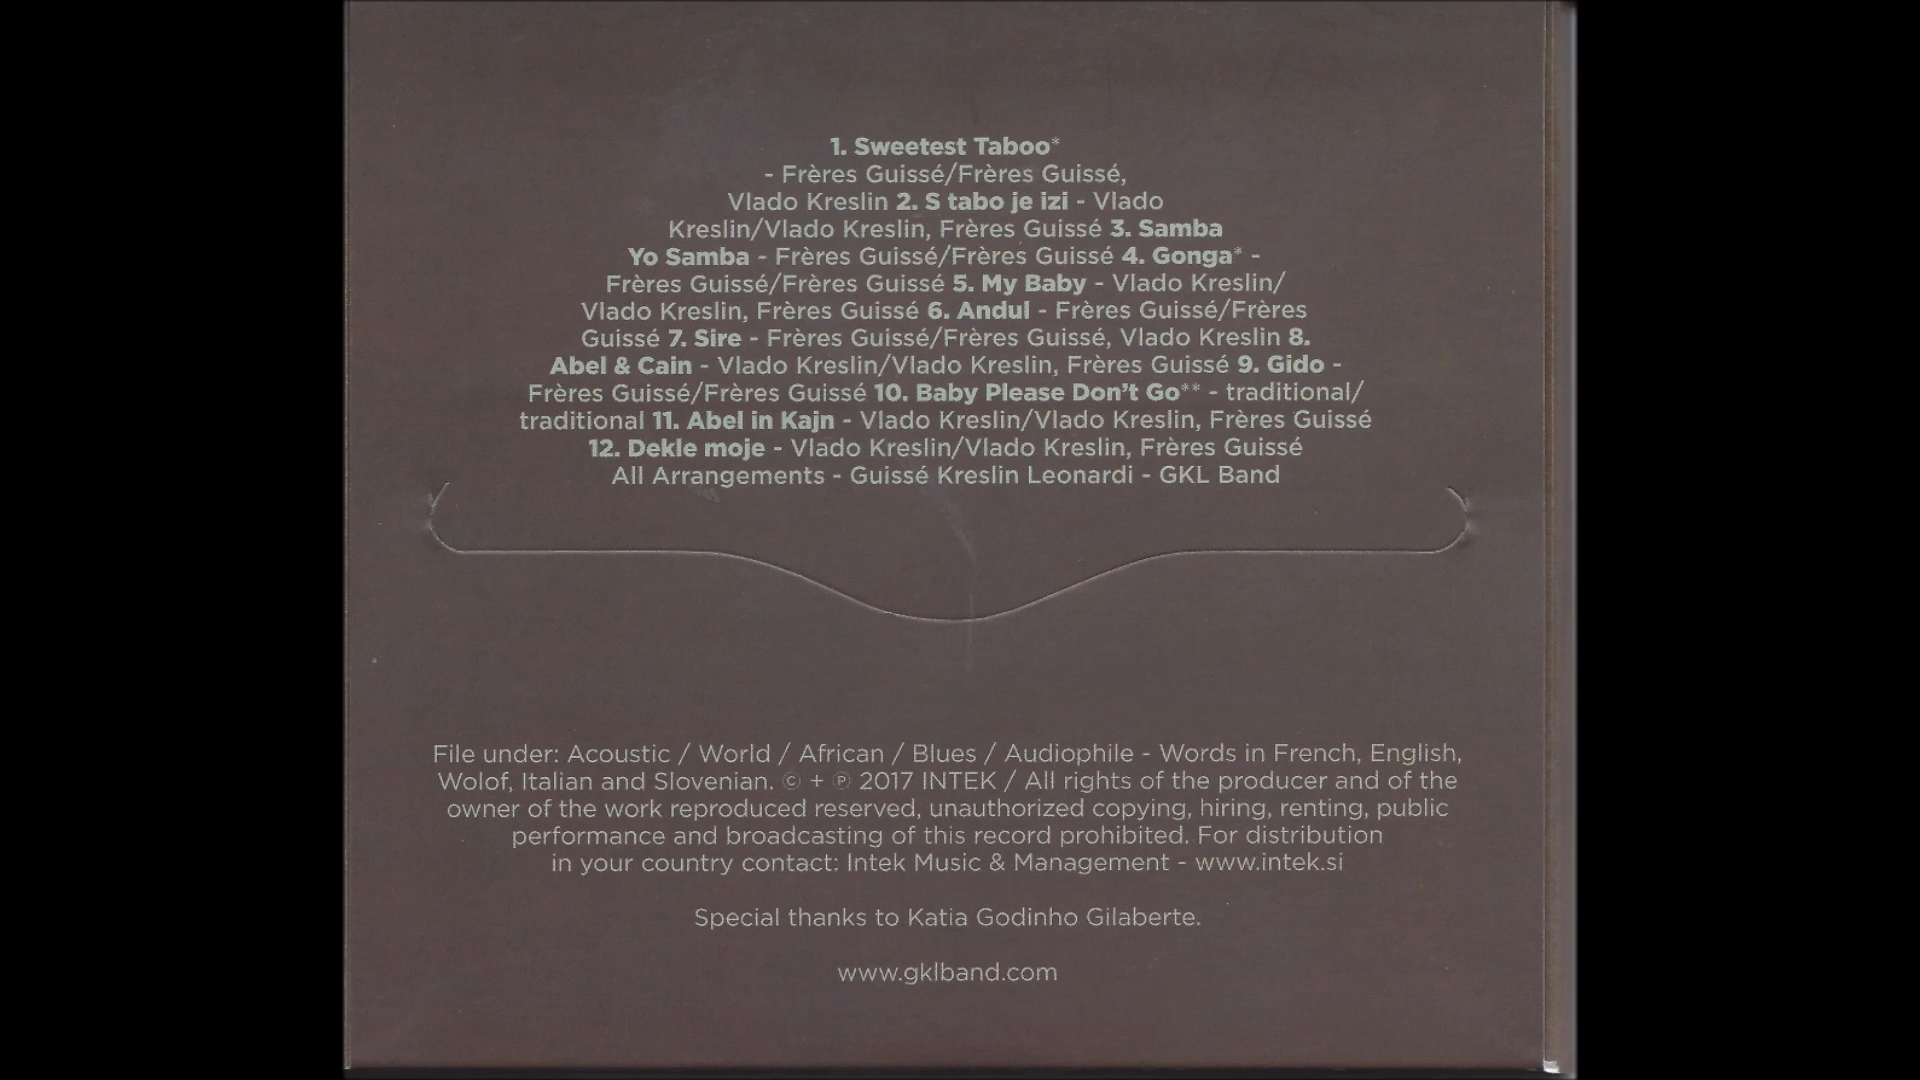 1. Sweetest Taboo*
- Frères Guissé/Frères Guissé,
Vlado Kreslin 2. S tabo je izi - Vlado
Kreslin/Vlado Kreslin, Frères Guissé 3. Samba
Yo Samba - Frères Guissé/Frères Guissé 4. Gonga* -
Frères Guissé/Frères Guissé 5. My Baby - Vlado Kreslin/
Vlado Kreslin, Frères Guissé 6. Andul - Frères Guissé/Frères
Guissé 7. Sire - Frères Guissé/Frères Guissé, Vlado Kreslin 8.
Abel & Cain - Vlado Kreslin/Vlado Kreslin, Frères Guissé 9. Gido -
Frères Guissé/Frères Guissé 10. Baby Please Don’t Go** - traditional/
traditional 11. Abel in Kajn - Vlado Kreslin/Vlado Kreslin, Frères Guissé
12. Dekle moje - Vlado Kreslin/Vlado Kreslin, Frères Guissé
All Arrangements - Guissé Kreslin Leonardi - GKL Band
File under: Acoustic / World / African / Blues / Audiophile - Words in French, English,
Wolof, Italian and Slovenian. © + ℗ 2017 INTEK / All rights of the producer and of the
owner of the work reproduced reserved, unauthorized copying, hiring, renting, public
performance and broadcasting of this record prohibited. For distribution
in your country contact: Intek Music & Management - www.intek.si
Special thanks to Katia Godinho Gilaberte.
www.gklband.com